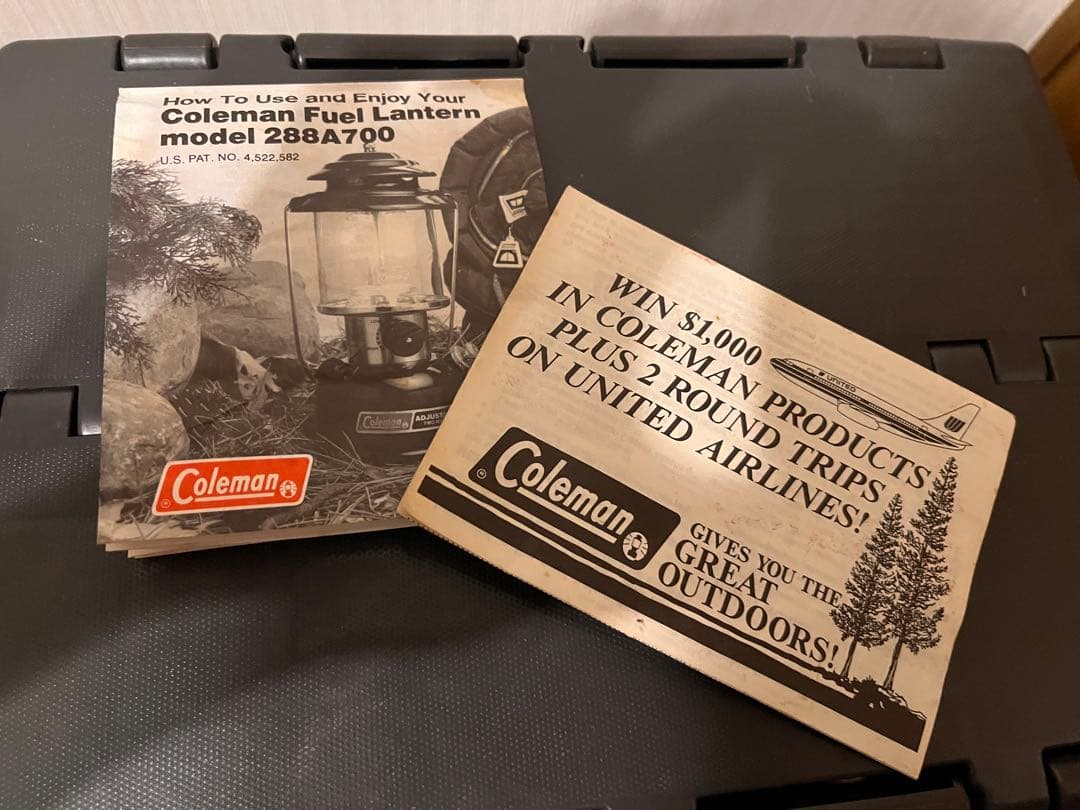 How To Use and Enjoy Your
Coleman Fuel Lantern
model 288A700
U.S. PAT. NO. 4,522,582
Coleman
Coleman
WIN $1,000
IN COLEMAN PRODUCTS
PLUS 2 ROUND TRIPS
ON UNITED AIRLINES!
UNITED
Coleman
GIVES YOU THE
GREAT
OUTDOORS!